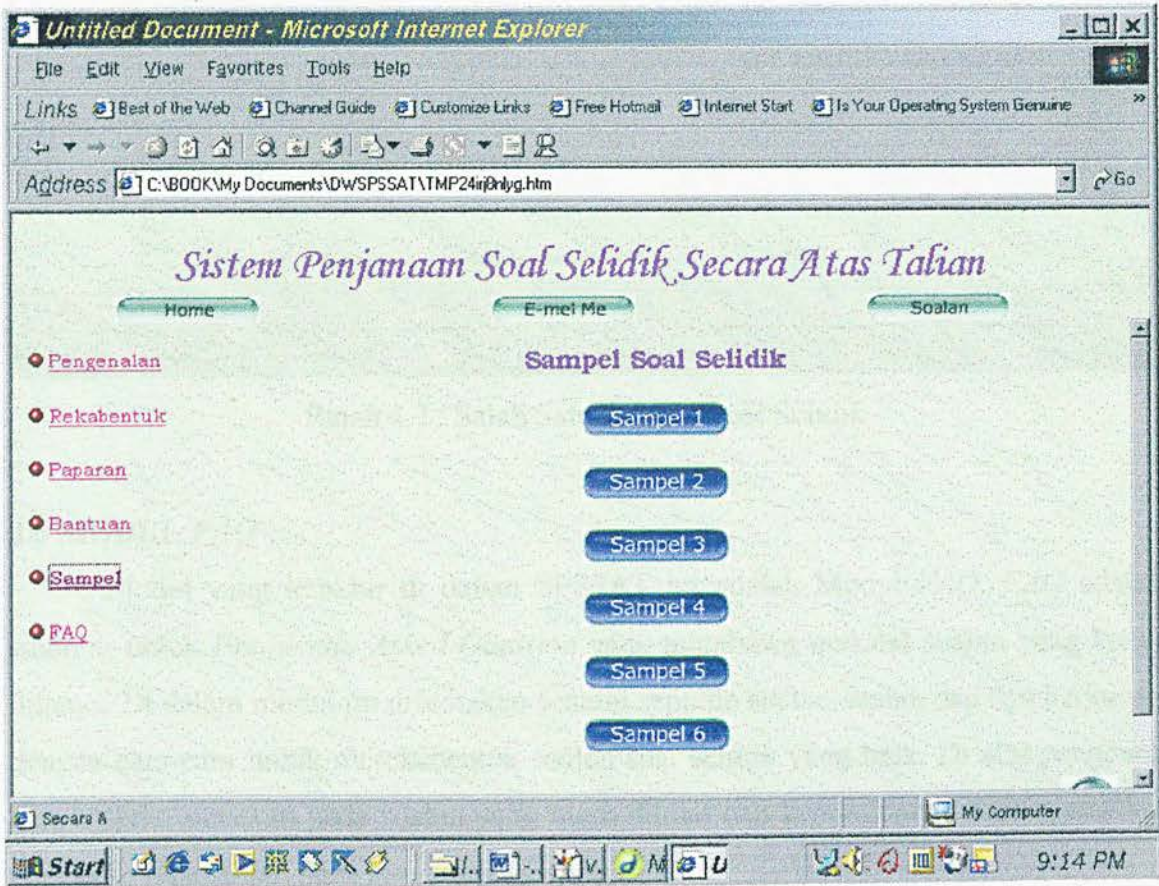 Untitled Document - Microsoft Internet Explorer
File Edit View Favorites Tools Help
Links Best of the Web Channel Guide Customize Links Free Hotmail Internet Start Is Your Operating System Genuine »
Address C:\BOOK\My Documents\DWSPSSAT\TMP24irj8nlyg.htm Go
Sistem Penjanaan Soal Selidik Secara Atas Talian
Home E-mel Me Soalan
Pengenalan
Rekabentuk
Paparan
Bantuan
Sampel
FAQ
Sampel Soal Selidik
Sampel 1
Sampel 2
Sampel 3
Sampel 4
Sampel 5
Sampel 6
Secara A My Computer
Start 9:14 PM